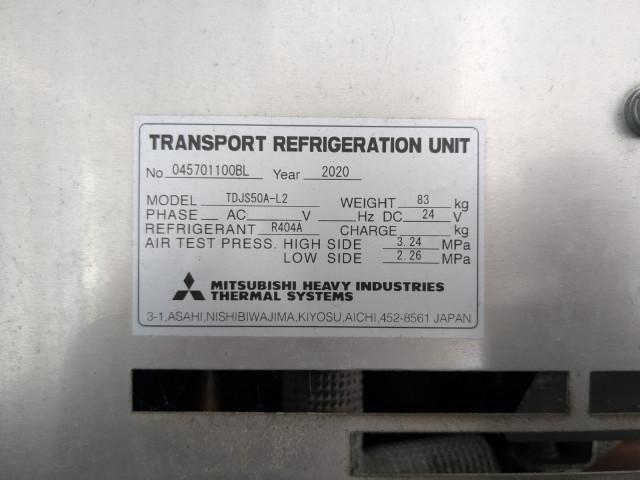 TRANSPORT REFRIGERATION UNIT
No 045701100BL Year 2020
MODEL TDJS50A-L2 WEIGHT 83 kg
PHASE AC V Hz DC 24 V
REFRIGERANT R404A CHARGE kg
AIR TEST PRESS. HIGH SIDE 3.24 MPa
LOW SIDE 2.26 MPa
MITSUBISHI HEAVY INDUSTRIES
THERMAL SYSTEMS
3-1,ASAHI,NISHIBIWAJIMA,KIYOSU,AICHI,452-8561 JAPAN